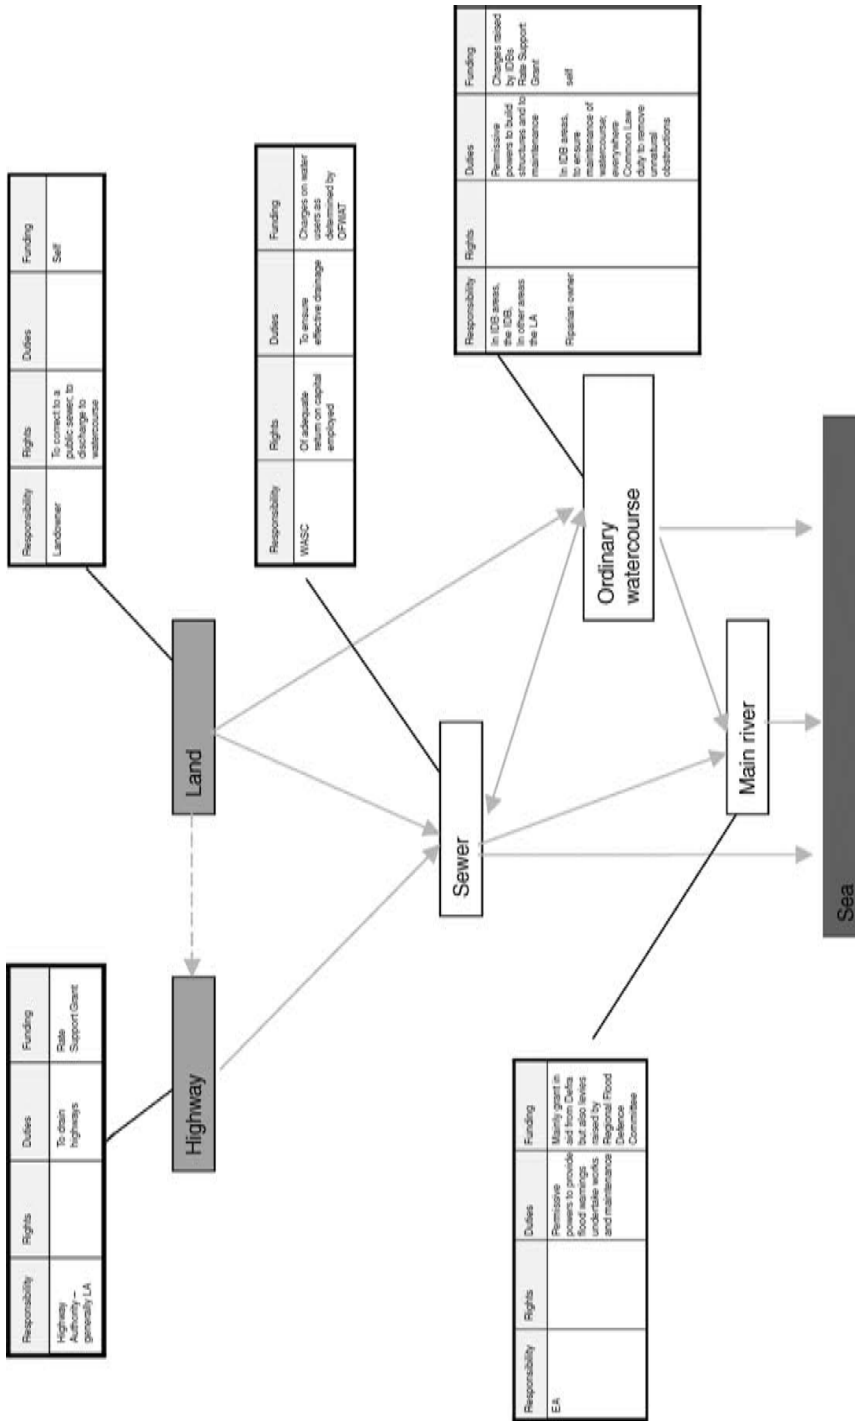 Responsibility Rights Duties Funding
Highway Authority – generally LA
To drain highways
Rate Support Grant
Responsibility Rights Duties Funding
Landowner
To correct to a public sewer, to discharge to watercourse
Self
Highway
Land
Responsibility Rights Duties Funding
WASC
Of adequate return on capital employed
To ensure effective drainage
Charges on water users as determined by OFWAT
Sewer
Responsibility Rights Duties Funding
In IDB areas, the IDB, In other areas the LA
Permissive powers to build structures and to maintenance
Charges raised by IDBs Rate Support Grant
Riparian owner
In IDB areas, to ensure maintenance of watercourse; everywhere Common Law duty to remove unnatural obstructions
self
Ordinary
watercourse
Responsibility Rights Duties Funding
EA
Permissive powers to provide flood warnings undertake works and maintenance
Mainly grant in aid from Defra but also levies raised by Regional Flood Defence Committee
Main river
Sea